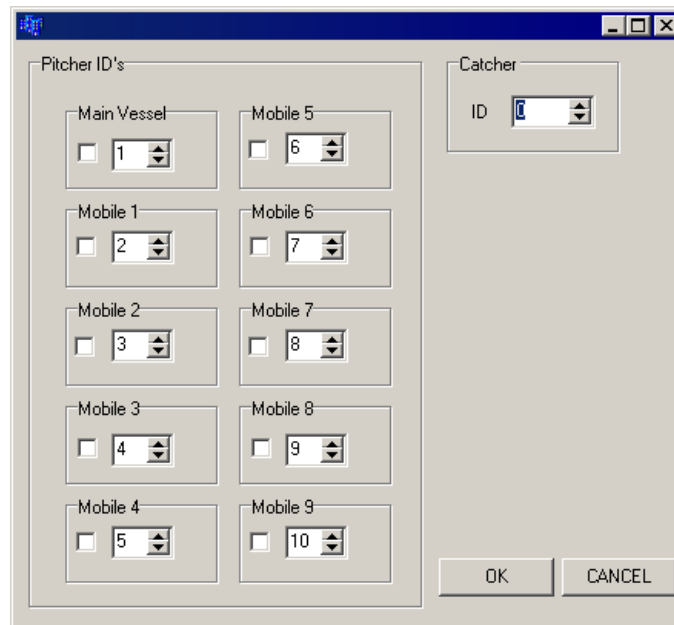 Pitcher ID's
Catcher
Main Vessel
1
Mobile 5
6
ID 0
Mobile 1
2
Mobile 6
7
Mobile 2
3
Mobile 7
8
Mobile 3
4
Mobile 8
9
Mobile 4
5
Mobile 9
10
OK
CANCEL